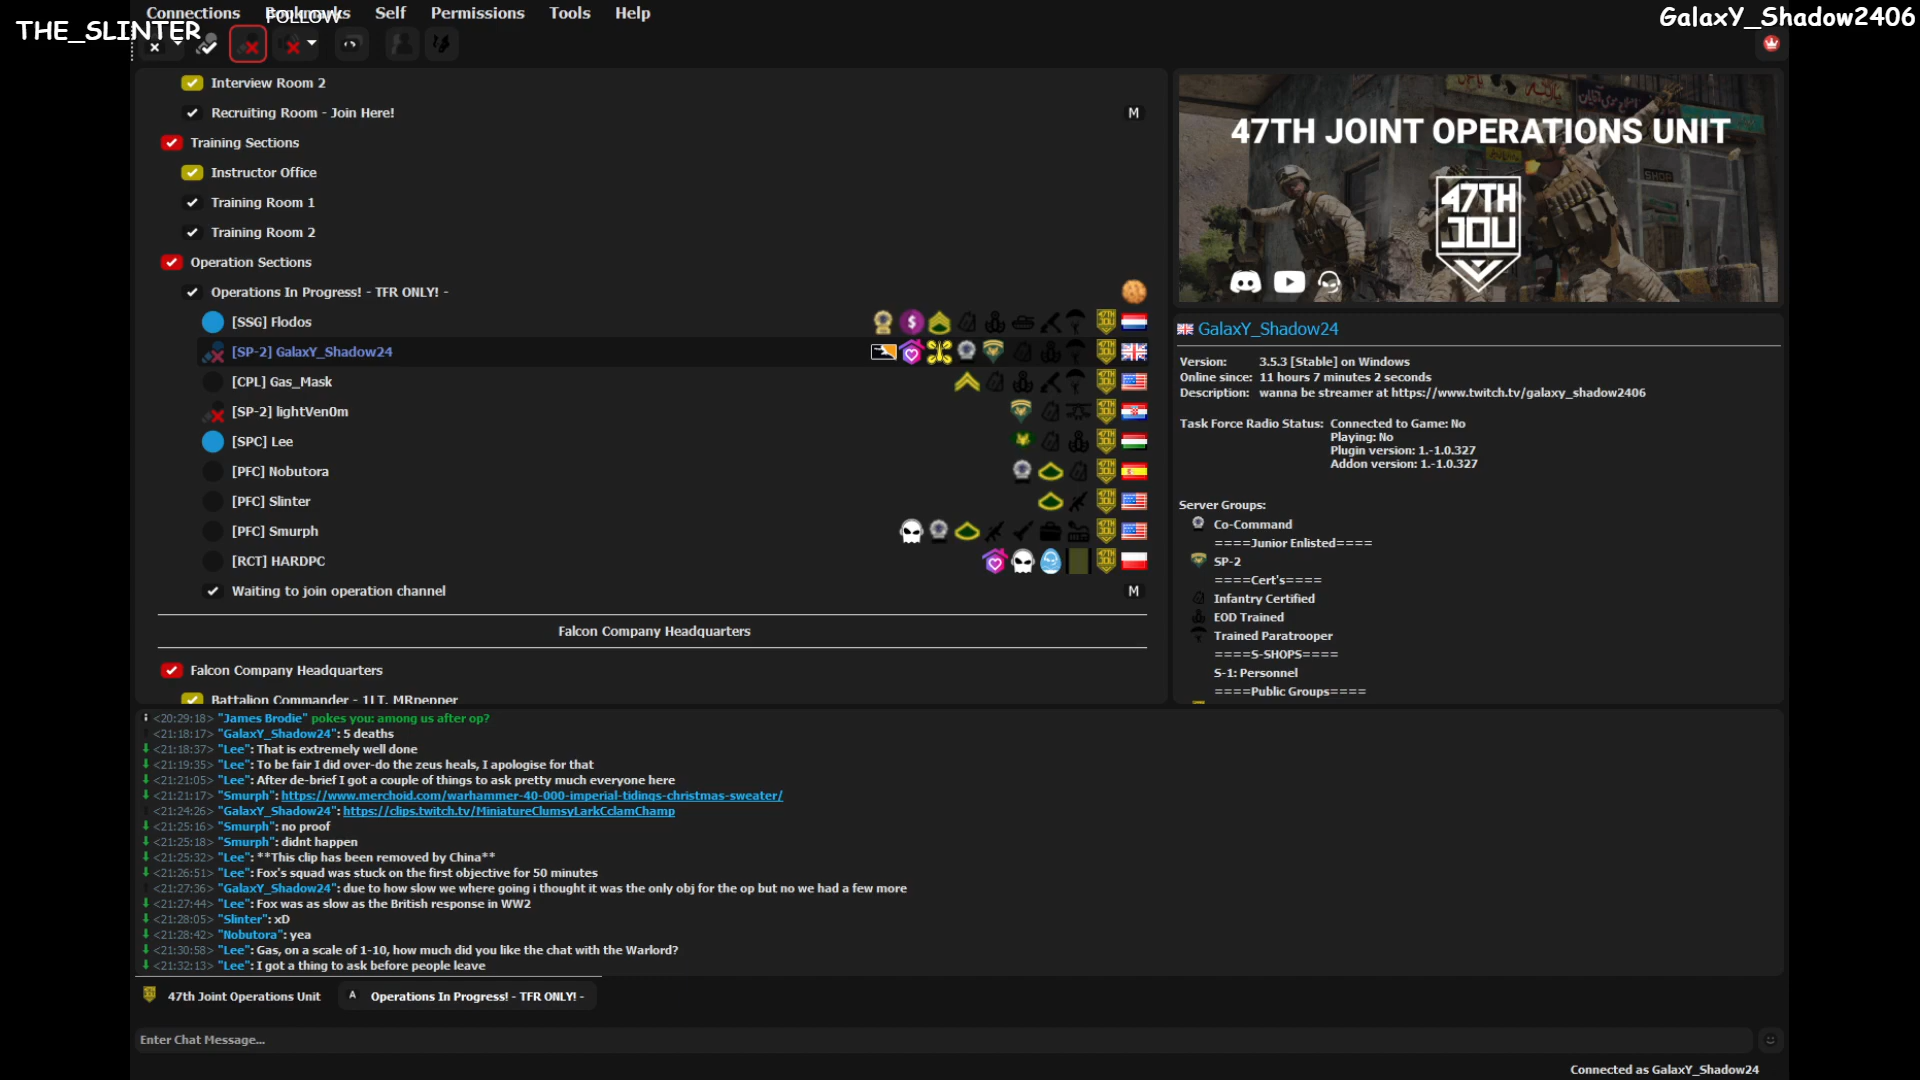 Connections Bookmarks Self Permissions Tools Help
THE_SLINTER
FOLLOW
GalaxY_Shadow2406
Interview Room 2
Recruiting Room - Join Here! M
Training Sections
Instructor Office
Training Room 1
Training Room 2
Operation Sections
Operations In Progress! - TFR ONLY! -
[SSG] Flodos
[SP-2] GalaxY_Shadow24
[CPL] Gas_Mask
[SP-2] lightVen0m
[SPC] Lee
[PFC] Nobutora
[PFC] Slinter
[PFC] Smurph
[RCT] HARDPC
Waiting to join operation channel M
Falcon Company Headquarters
Falcon Company Headquarters
Battalion Commander - 1LT. MRpepper
47TH JOINT OPERATIONS UNIT
47TH
JOU
SHOP
GalaxY_Shadow24
Version: 3.5.3 [Stable] on Windows
Online since: 11 hours 7 minutes 2 seconds
Description: wanna be streamer at https://www.twitch.tv/galaxy_shadow2406
Task Force Radio Status: Connected to Game: No
Playing: No
Plugin version: 1.-1.0.327
Addon version: 1.-1.0.327
Server Groups:
Co-Command
====Junior Enlisted====
SP-2
====Cert's====
Infantry Certified
EOD Trained
Trained Paratrooper
====S-SHOPS====
S-1: Personnel
====Public Groups====
<20:29:18> "James Brodie" pokes you: among us after op?
<21:18:17> "GalaxY_Shadow24": 5 deaths
<21:18:37> "Lee": That is extremely well done
<21:19:35> "Lee": To be fair I did over-do the zeus heals, I apologise for that
<21:21:05> "Lee": After de-brief I got a couple of things to ask pretty much everyone here
<21:21:17> "Smurph": https://www.merchoid.com/warhammer-40-000-imperial-tidings-christmas-sweater/
<21:24:26> "GalaxY_Shadow24": https://clips.twitch.tv/MiniatureClumsyLarkCclamChamp
<21:25:16> "Smurph": no proof
<21:25:18> "Smurph": didnt happen
<21:25:32> "Lee": **This clip has been removed by China**
<21:26:51> "Lee": Fox's squad was stuck on the first objective for 50 minutes
<21:27:36> "GalaxY_Shadow24": due to how slow we where going i thought it was the only obj for the op but no we had a few more
<21:27:44> "Lee": Fox was as slow as the British response in WW2
<21:28:05> "Slinter": xD
<21:28:42> "Nobutora": yea
<21:30:58> "Lee": Gas, on a scale of 1-10, how much did you like the chat with the Warlord?
<21:32:13> "Lee": I got a thing to ask before people leave
47th Joint Operations Unit A Operations In Progress! - TFR ONLY! -
Enter Chat Message...
Connected as GalaxY_Shadow24